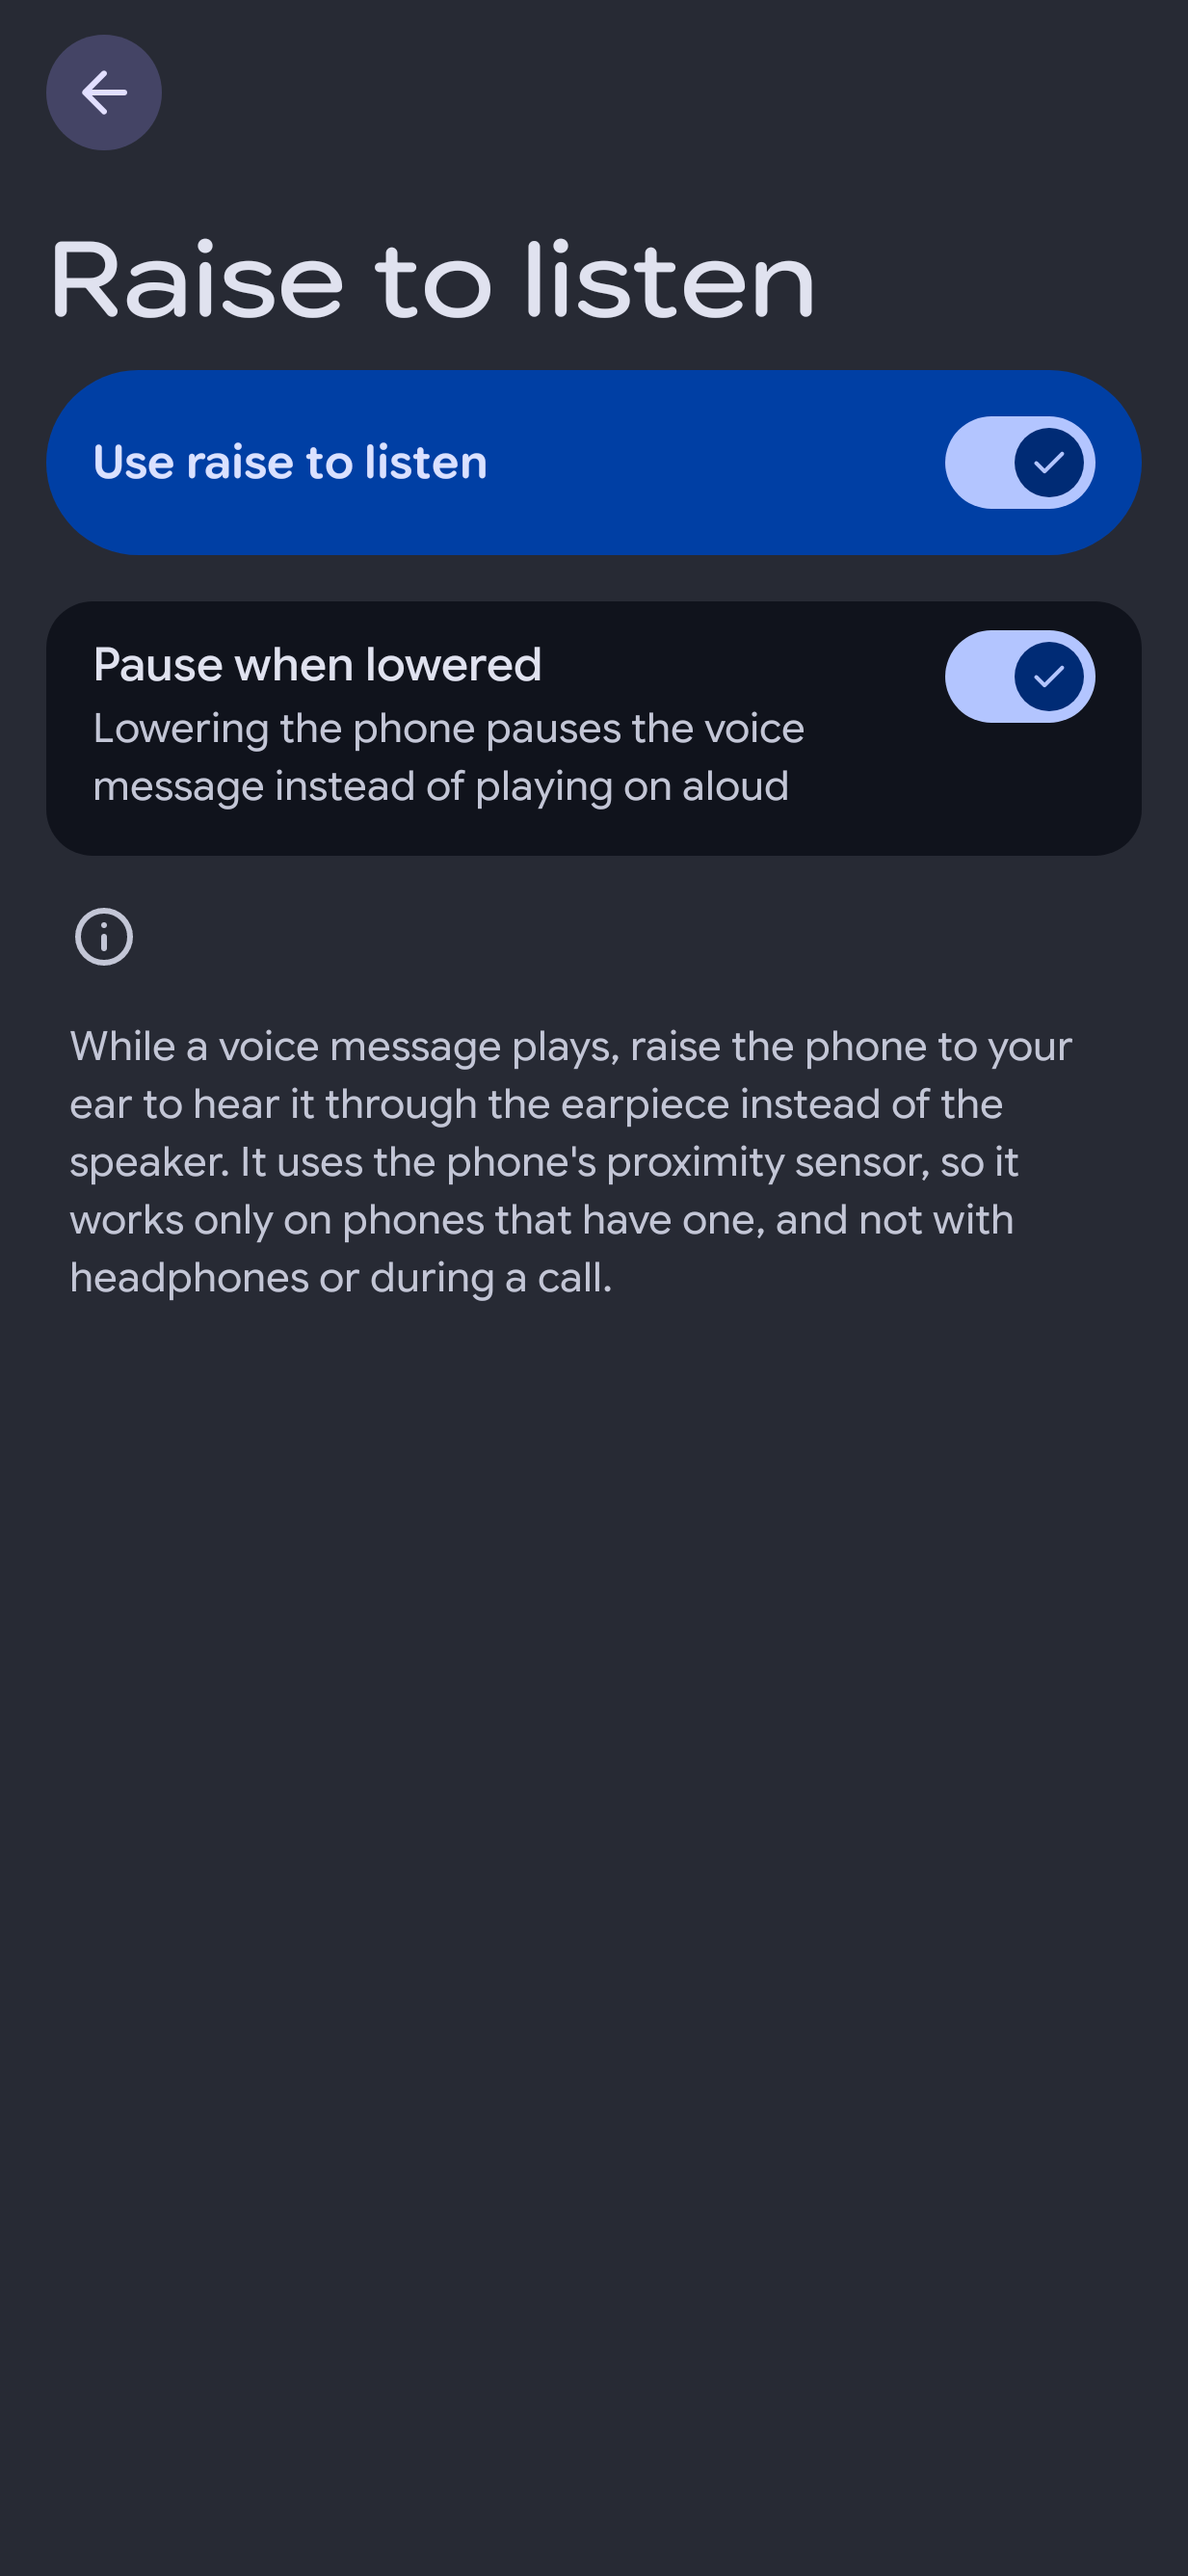 Raise to listen
Use raise to listen
Pause when lowered
Lowering the phone pauses the voice
message instead of playing on aloud
While a voice message plays, raise the phone to your
ear to hear it through the earpiece instead of the
speaker. It uses the phone's proximity sensor, so it
works only on phones that have one, and not with
headphones or during a call.